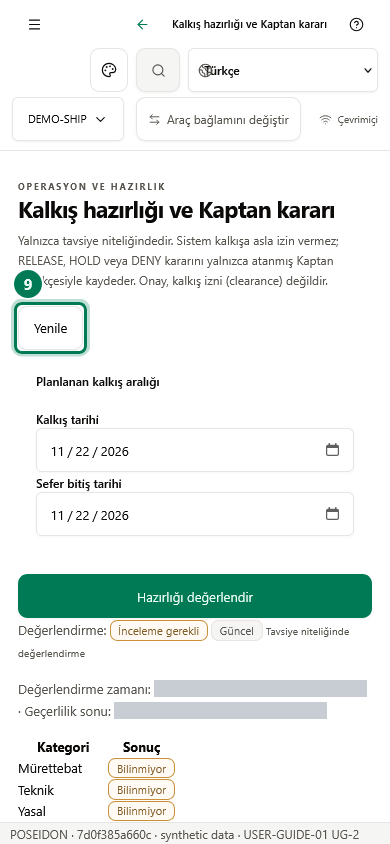 Kalkış hazırlığı ve Kaptan kararı
Türkçe
DEMO-SHIP
Araç bağlamını değiştir
Çevrimiçi
OPERASYON VE HAZIRLIK
Kalkış hazırlığı ve Kaptan kararı
Yalnızca tavsiye niteliğindedir. Sistem kalkışa asla izin vermez;
RELEASE, HOLD veya DENY kararını yalnızca atanmış Kaptan
kaydeder. Onay, kalkış izni (clearance) değildir.
9
Yenile
Planlanan kalkış aralığı
Kalkış tarihi
11 / 22 / 2026
Sefer bitiş tarihi
11 / 22 / 2026
Hazırlığı değerlendir
Değerlendirme: İnceleme gerekli Güncel Tavsiye niteliğinde
değerlendirme
Değerlendirme zamanı:
· Geçerlilik sonu:
Kategori Sonuç
Mürettebat Bilinmiyor
Teknik Bilinmiyor
Yasal Bilinmiyor
POSEIDON · 7d0f385a660c · synthetic data · USER-GUIDE-01 UG-2